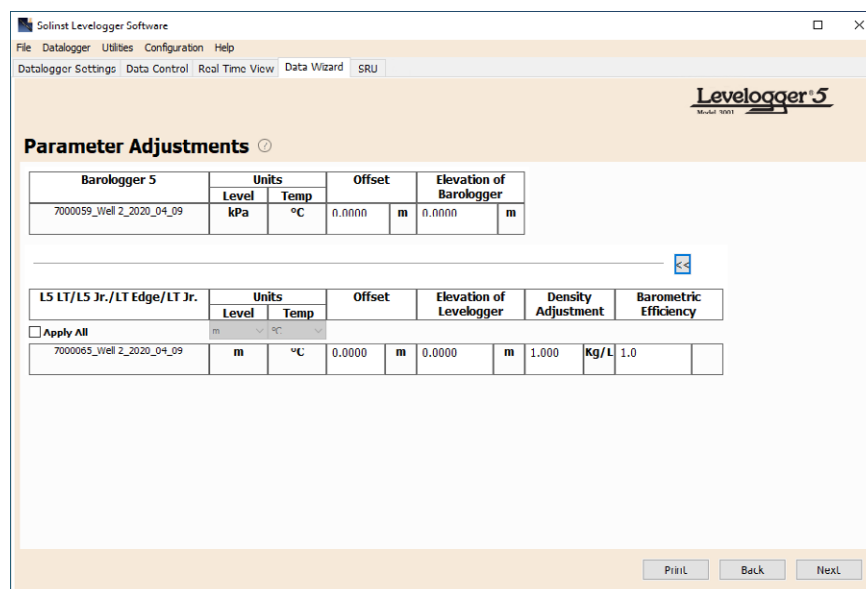 Solinst Levelogger Software
File Datalogger Utilities Configuration Help
Datalogger Settings Data Control Real Time View Data Wizard SRU
Levelogger® 5
Model 3001
Parameter Adjustments ?
Barologger 5 Units Offset Elevation of Barologger
Level Temp
7000059_Well 2_2020_04_09 kPa °C 0.0000 m 0.0000 m
<<
L5 LT/L5 Jr./LT Edge/LT Jr. Units Offset Elevation of Levelogger Density Adjustment Barometric Efficiency
Level Temp
Apply All m °C
7000065_Well 2_2020_04_09 m °C 0.0000 m 0.0000 m 1.000 Kg/L 1.0
Print Back Next